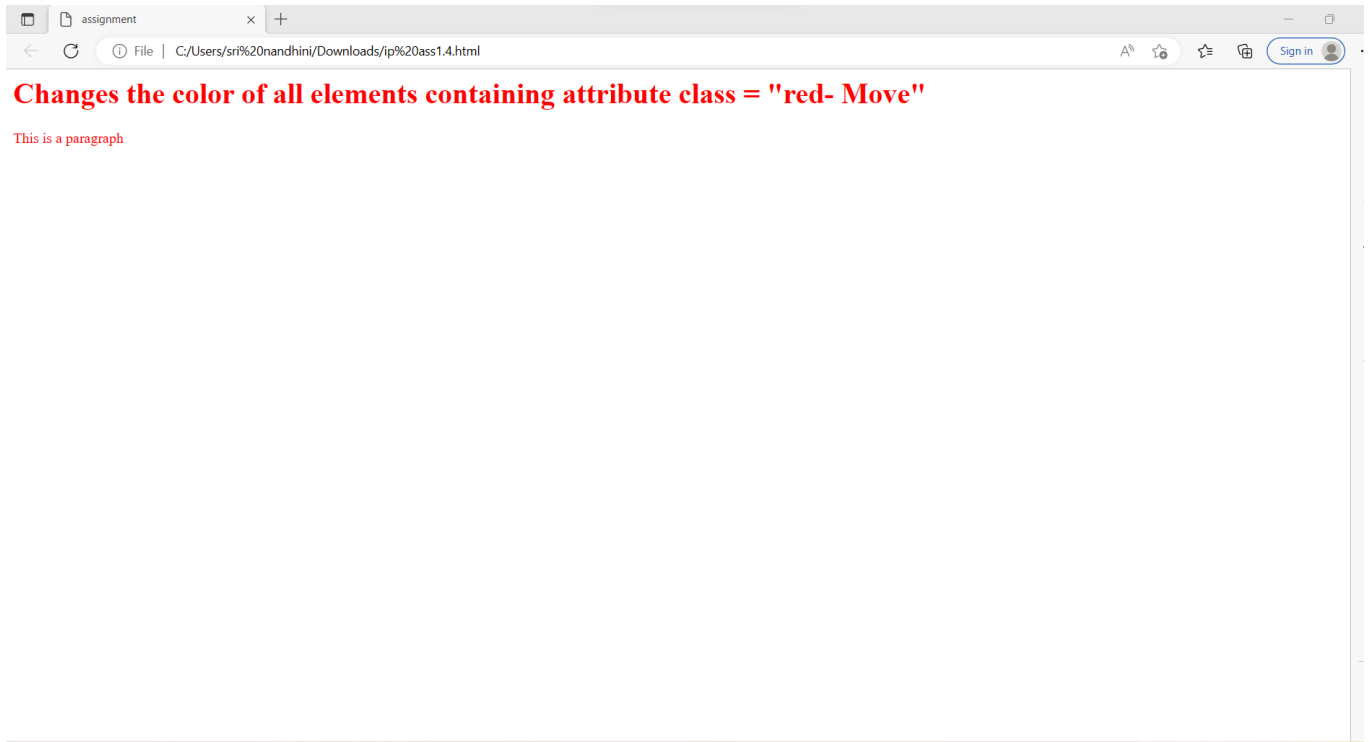 assignment
File | C:/Users/sri%20nandhini/Downloads/ip%20ass1.4.html
Sign in
Changes the color of all elements containing attribute class = "red- Move"
This is a paragraph